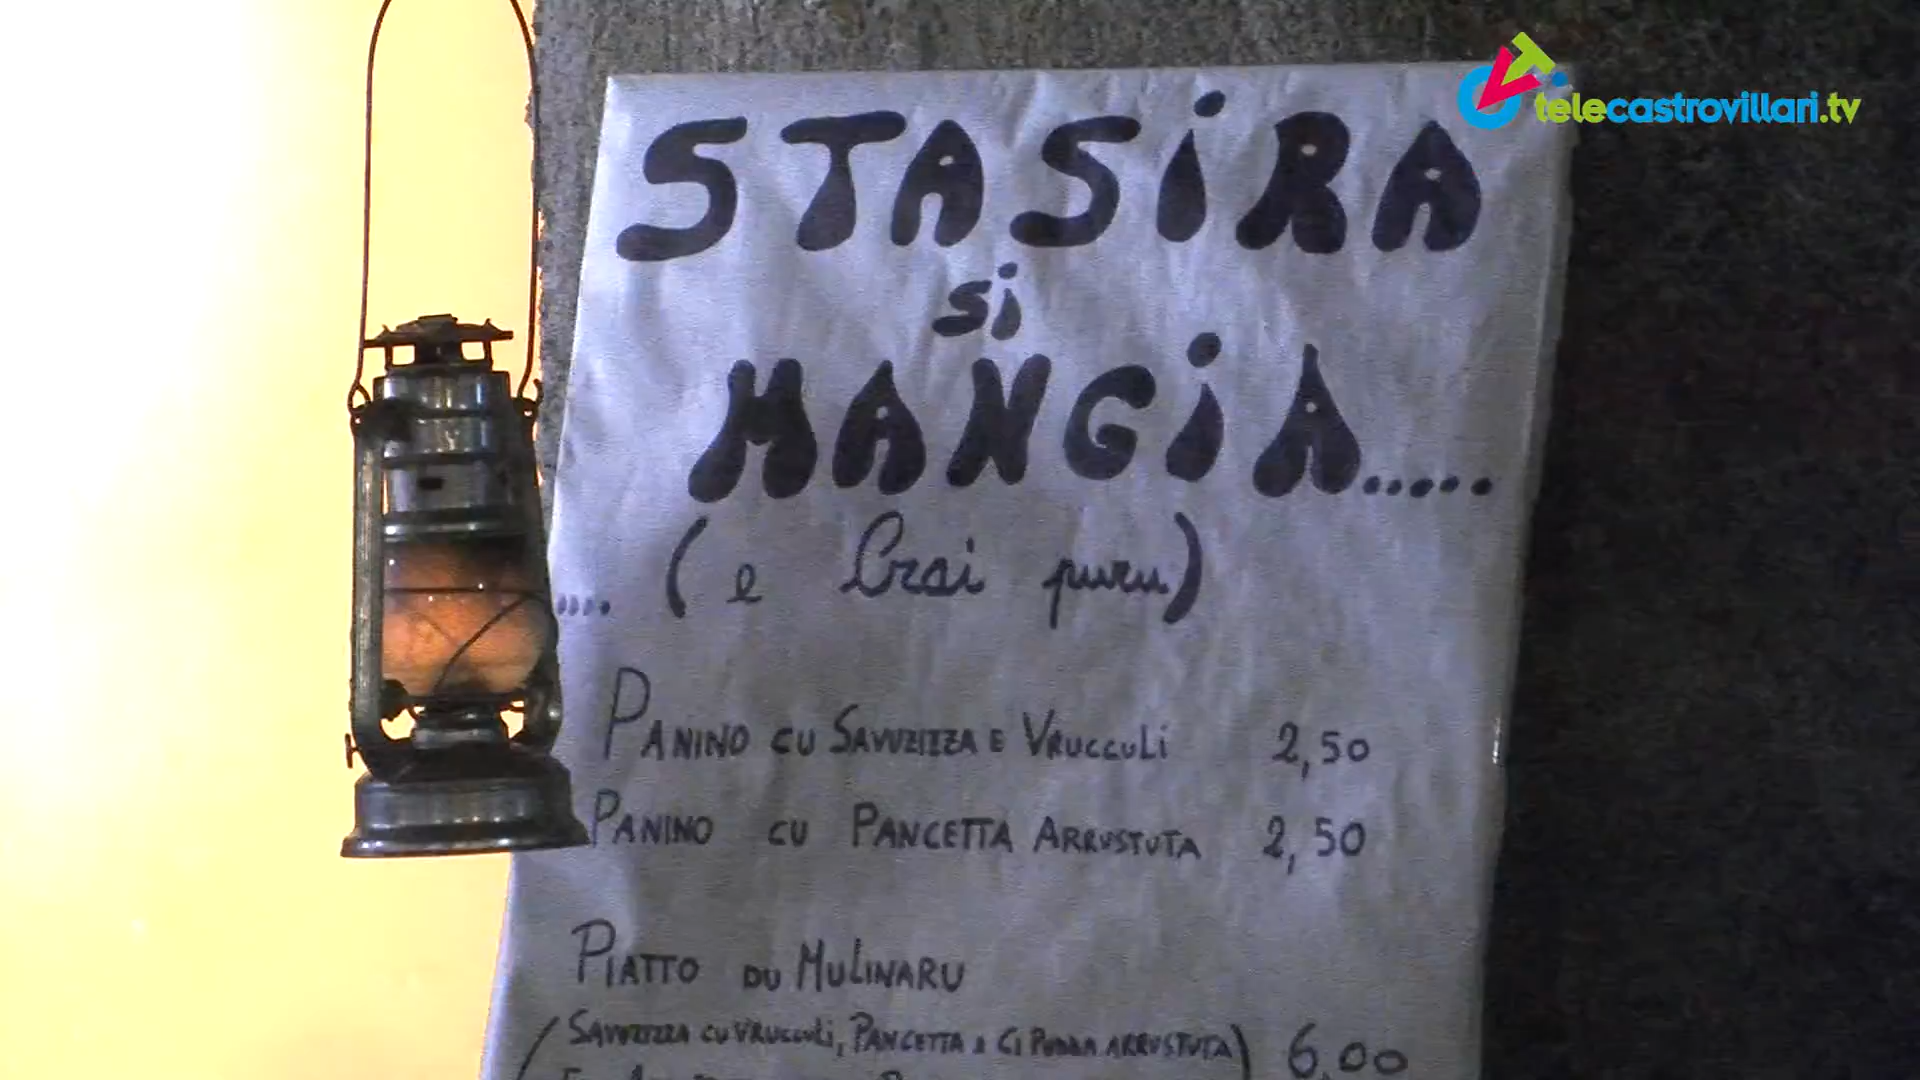 telecastrovillari.tv
STASiRA
si
MANGiA.....
.... (e Crai puru)
PANINO CU SAVUZIZZA E VRUCCULi 2,50
PANINO CU PANCETTA ARRUSTUTA 2,50
PIATTO DU MULINARU
(SAVUZIZZA CU VRUCCULi, PANCETTA E CIPUDDA ARRUSTUTA) 6,00